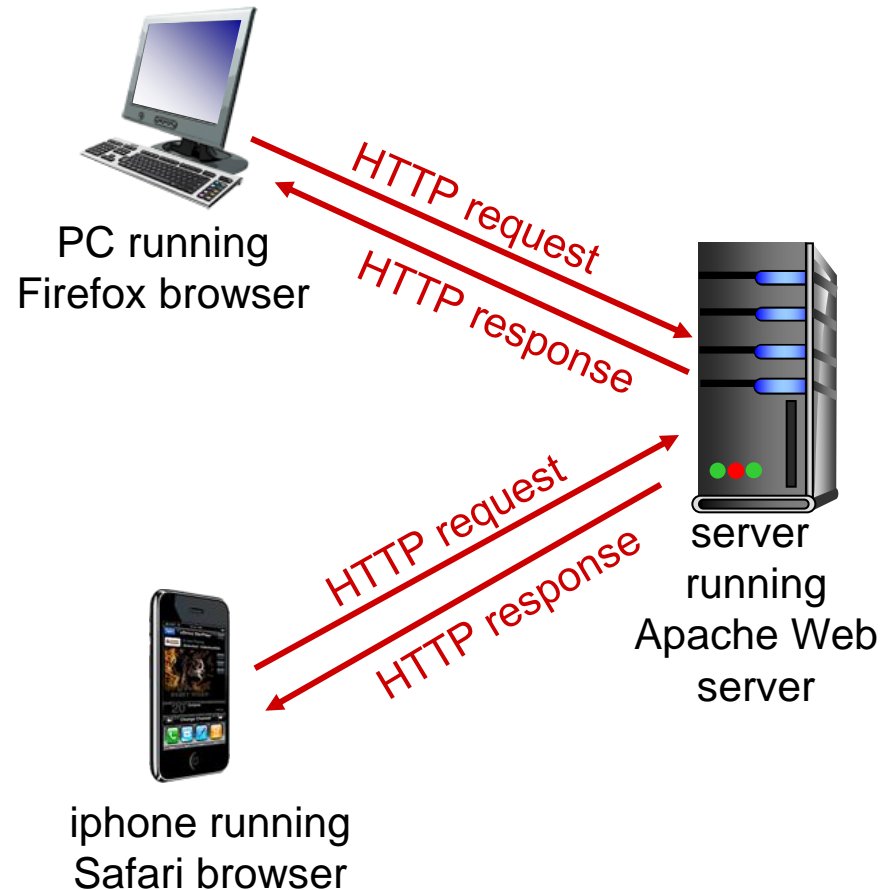 HTTP request
HTTP response
PC running
Firefox browser
HTTP request
HTTP response
server
running
Apache Web
server
iphone running
Safari browser